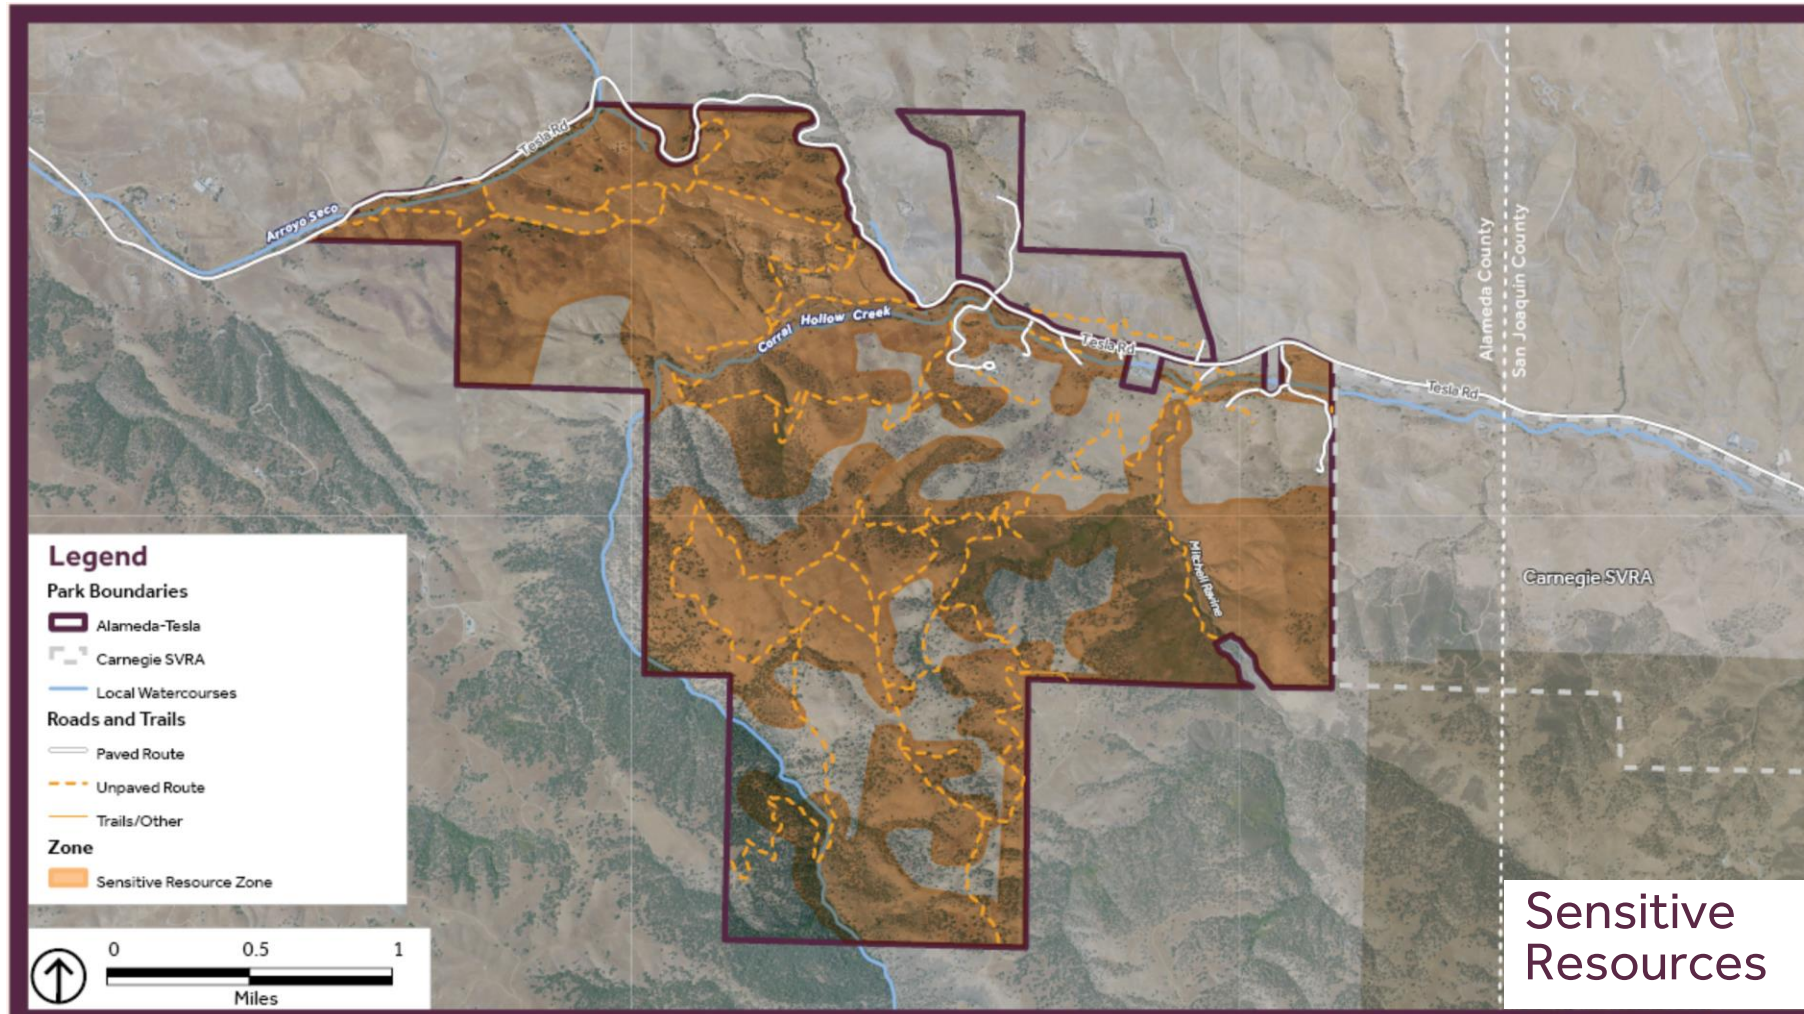 Tesla Rd
Arroyo Seco
Corral Hollow Creek
Tesla Rd
Tesla Rd
Alameda County
San Joaquin County
Mitchell Ravine
Carnegie SVRA
Legend
Park Boundaries
Alameda-Tesla
Carnegie SVRA
Local Watercourses
Roads and Trails
Paved Route
Unpaved Route
Trails/Other
Zone
Sensitive Resource Zone
0 0.5 1
Miles
Sensitive
Resources